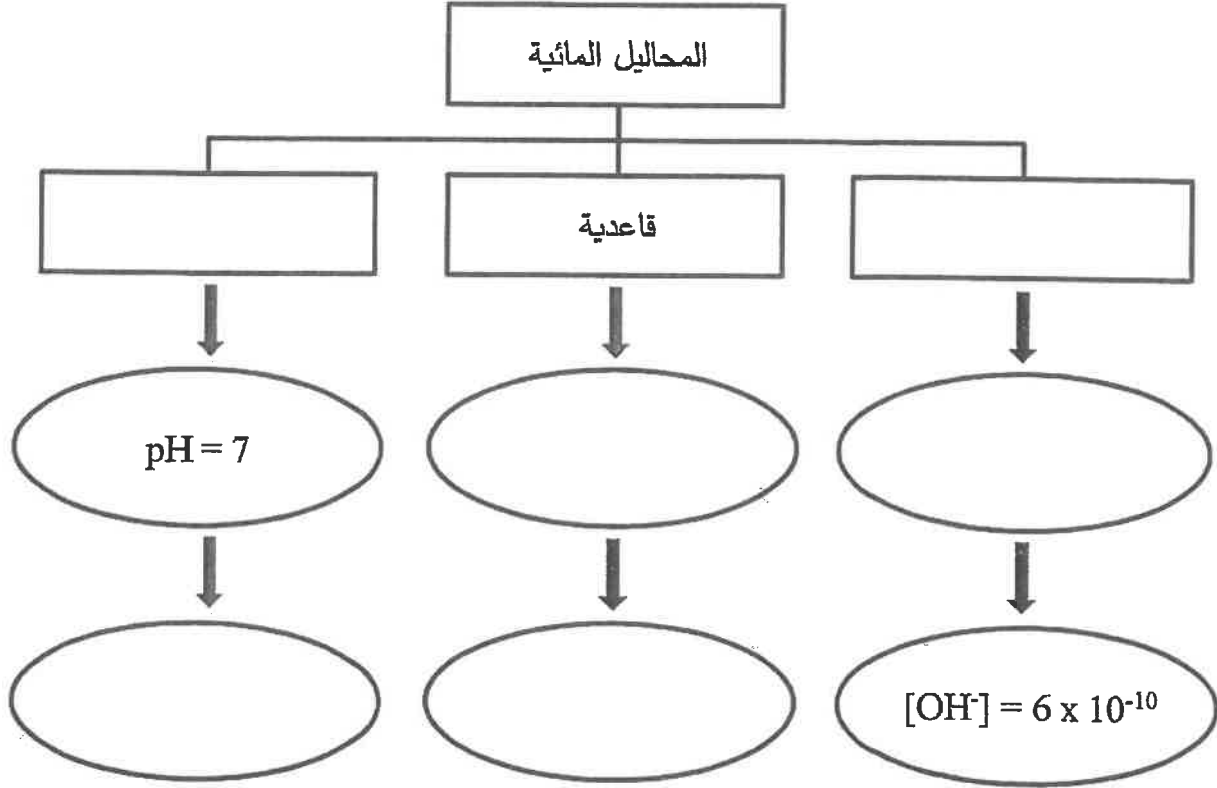 المحاليل المائية
قاعدية
pH = 7
[OH⁻] = 6 x 10⁻¹⁰